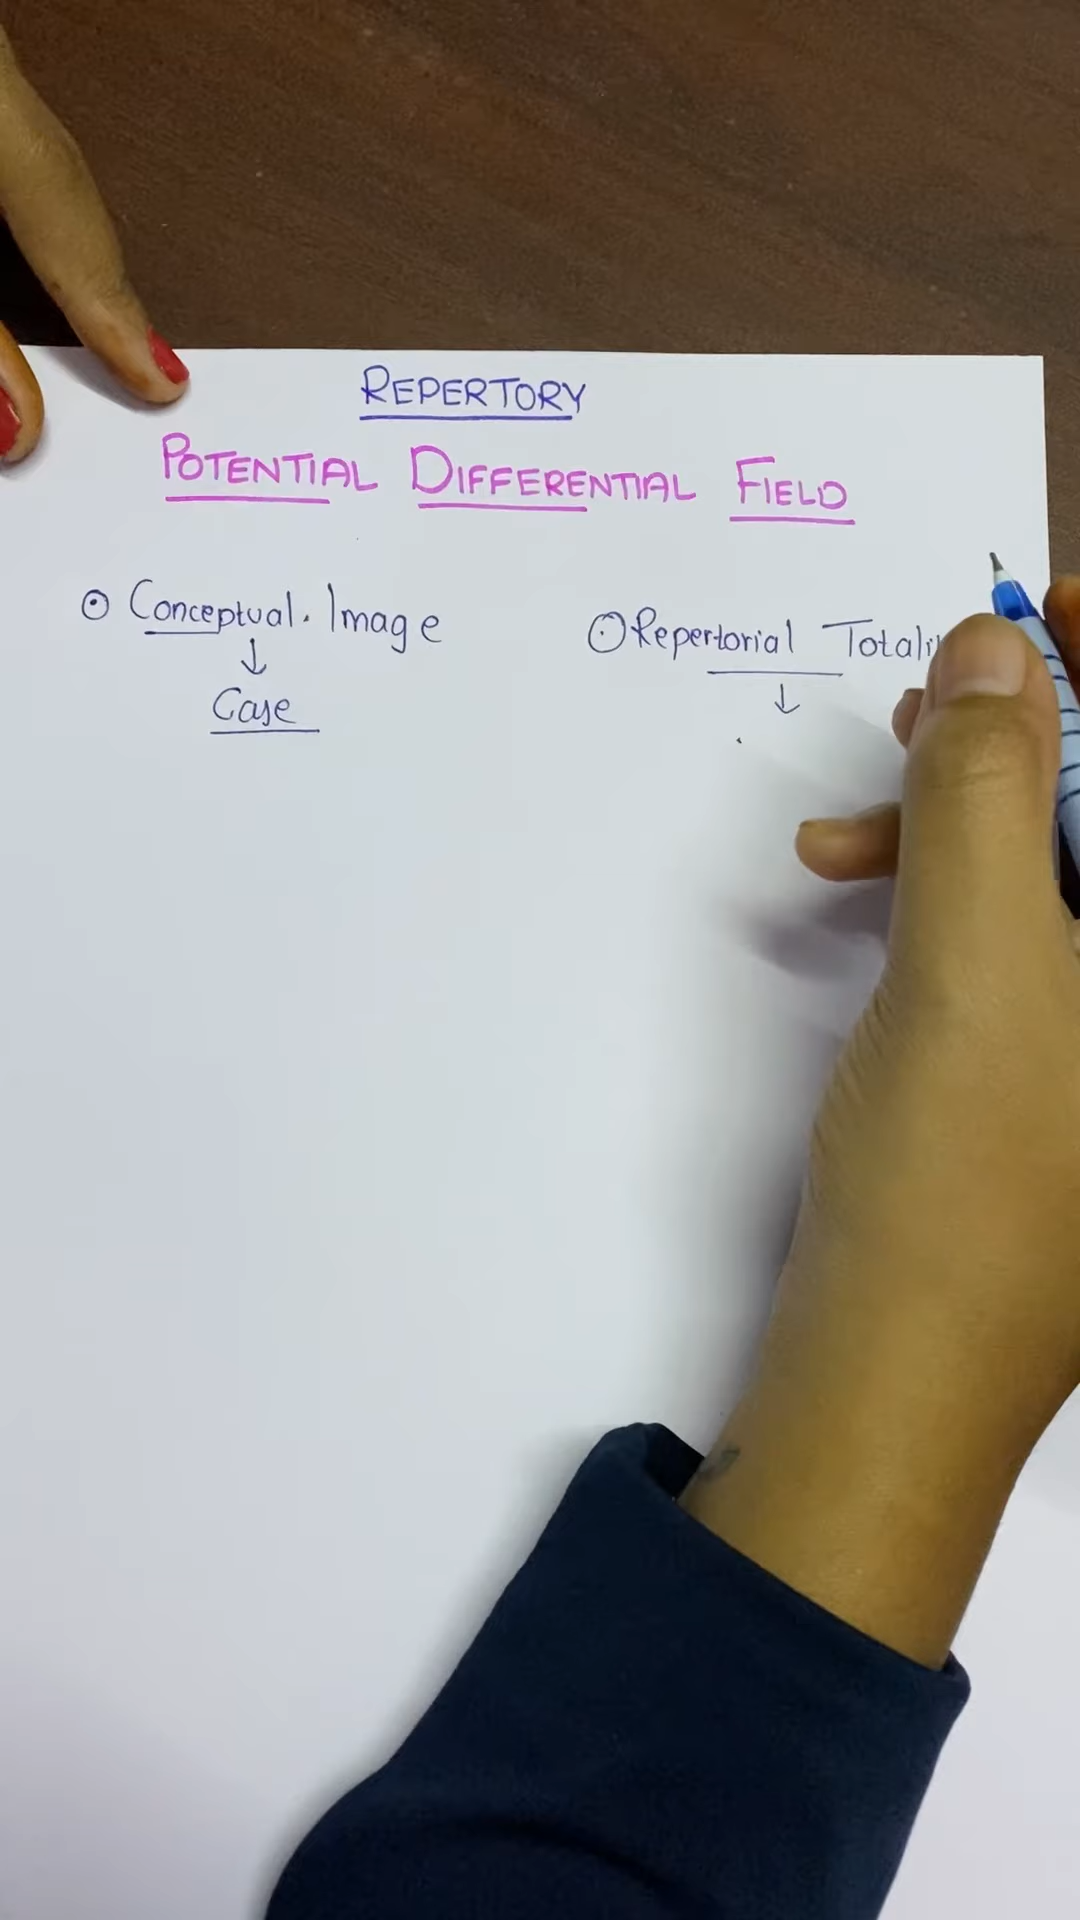 REPERTORY
POTENTIAL DIFFERENTIAL FIELD
Conceptual. Image
↓
Case
Repertorial
↓